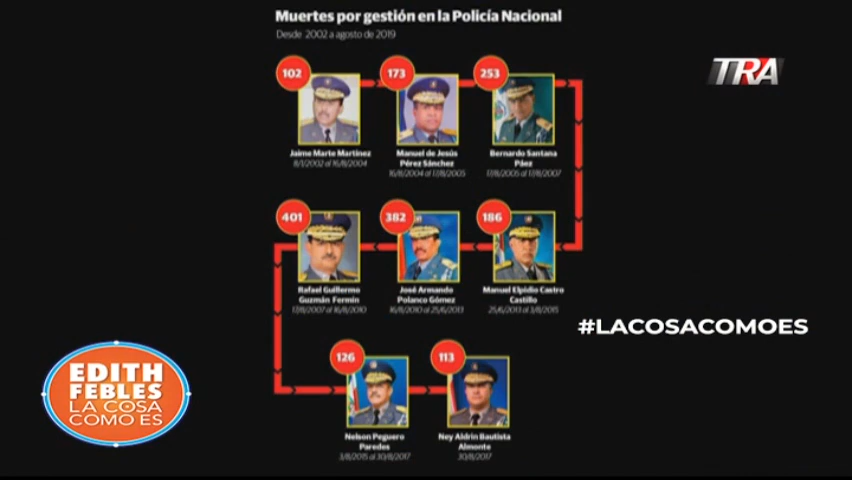 Muertes por gestión en la Policía Nacional
Desde 2002 a agosto de 2019
TRA
102
173
253
Jaime Marte Martínez
8/1/2002 al 16/8/2004
Manuel de Jesús
Pérez Sánchez
16/8/2004 al 17/8/2005
Bernardo Santana
Páez
17/8/2005 al 17/8/2007
401
382
186
Rafael Guillermo
Guzmán Fermín
17/8/2007 al 16/8/2010
José Armando
Polanco Gómez
16/8/2010 al 25/6/2013
Manuel Elpidio Castro
Castillo
25/6/2013 al 3/8/2015
#LACOSACOMOES
126
113
Nelson Peguero
Paredes
3/8/2015 al 30/8/2017
Ney Aldrin Bautista
Almonte
30/8/2017
EDITH
FEBLES
LA COSA
COMO ES